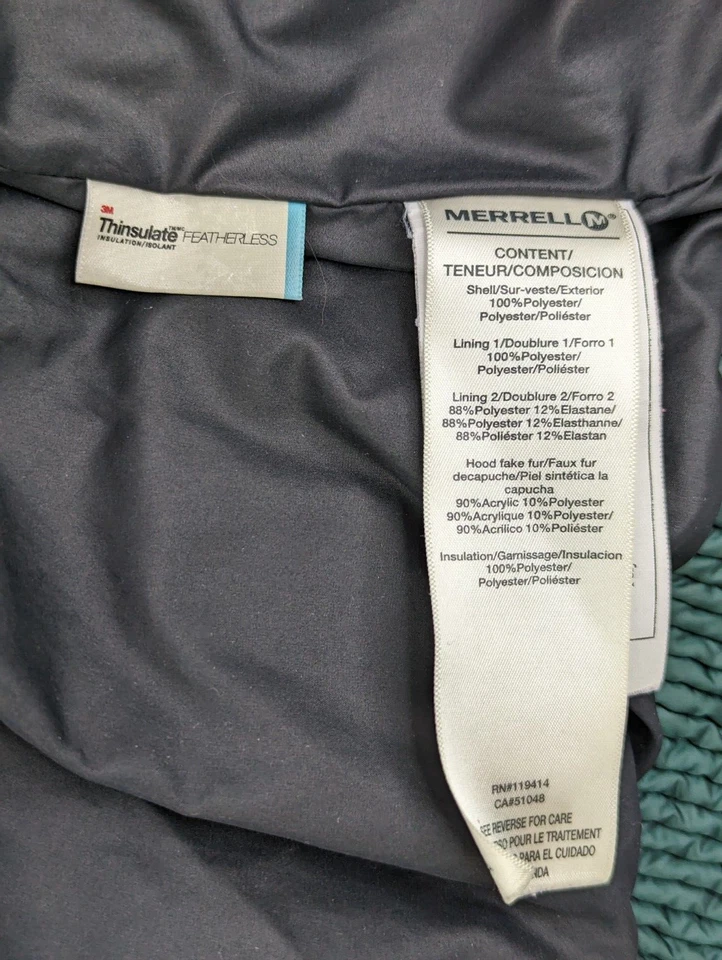 3M
Thinsulate™MC FEATHERLESS
INSULATION/ISOLANT
MERRELL M®
CONTENT/
TENEUR/COMPOSICION
Shell/Sur-veste/Exterior
100%Polyester/
Polyester/Poliéster
Lining 1/Doublure 1/Forro 1
100%Polyester/
Polyester/Poliéster
Lining 2/Doublure 2/Forro 2
88%Polyester 12%Elastane/
88%Polyester 12%Elasthanne/
88%Poliéster 12%Elastan
Hood fake fur/Faux fur
decapuche/Piel sintética la
capucha
90%Acrylic 10%Polyester
90%Acrylique 10%Polyester/
90%Acrilico 10%Poliéster
Insulation/Garnissage/Insulacion
100%Polyester/
Polyester/Poliéster
RN#119414
CA#51048
REVERSE FOR CARE
POUR LE TRAITEMENT
PARA EL CUIDADO